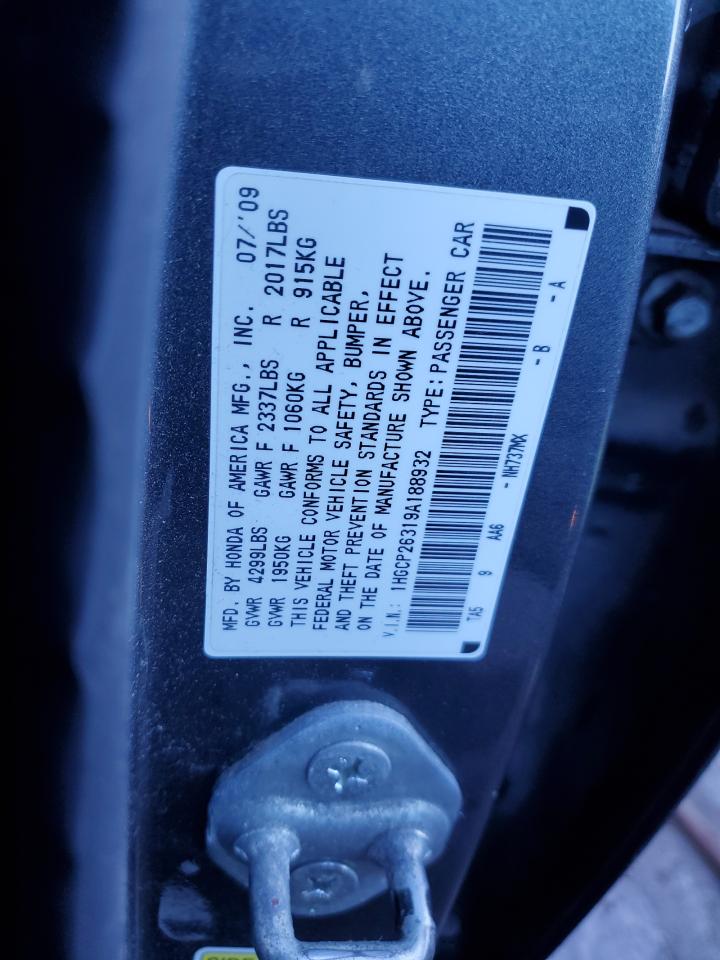 MFD. BY HONDA OF AMERICA MFG., INC. 07/'09
GVWR 4299LBS GAWR F 2337LBS R 2017LBS
GVWR 1950KG GAWR F 1060KG R 915KG
THIS VEHICLE CONFORMS TO ALL APPLICABLE
FEDERAL MOTOR VEHICLE SAFETY, BUMPER,
AND THEFT PREVENTION STANDARDS IN EFFECT
ON THE DATE OF MANUFACTURE SHOWN ABOVE.
V.I.N.: 1HGCP26319A188932 TYPE: PASSENGER CAR
TA5 9 AA6 - NH737MX - B - A